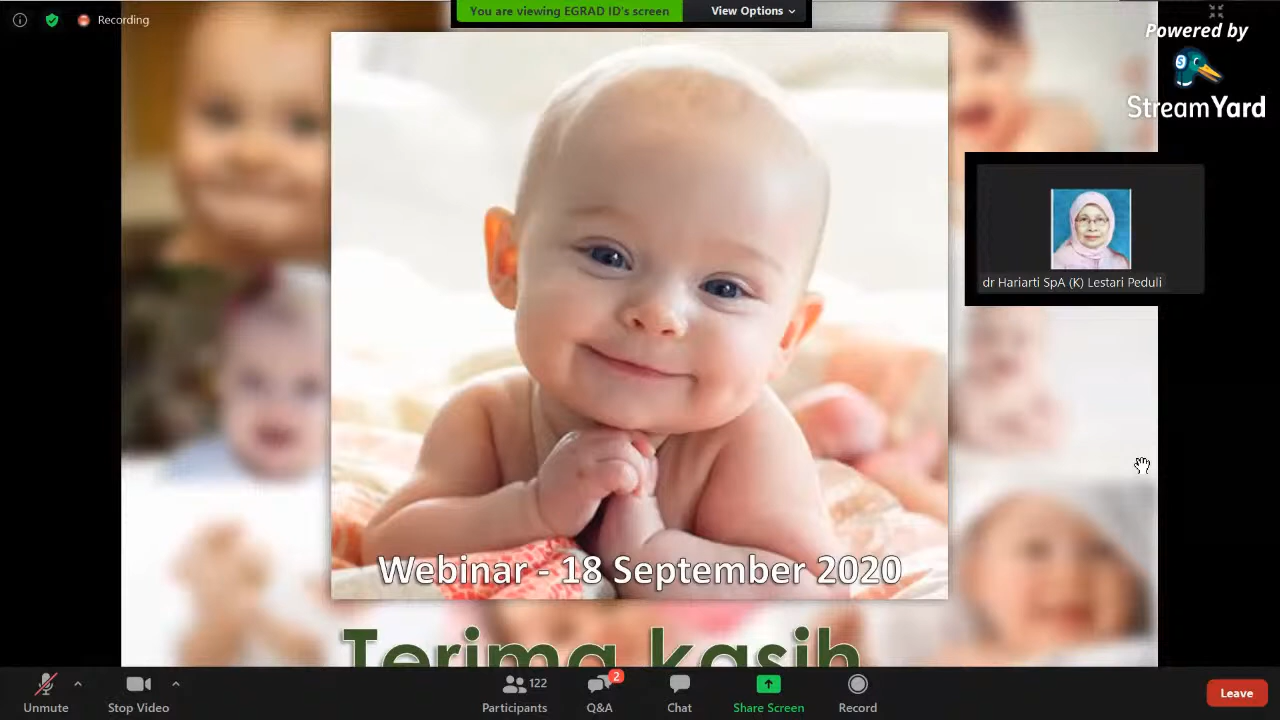 Recording
You are viewing EGRAD ID's screen
View Options
Powered by
StreamYard
dr Hariarti SpA (K) Lestari Peduli
Webinar - 18 September 2020
Terima kasih
Unmute
Stop Video
122
Participants
2
Q&A
Chat
Share Screen
Record
Leave